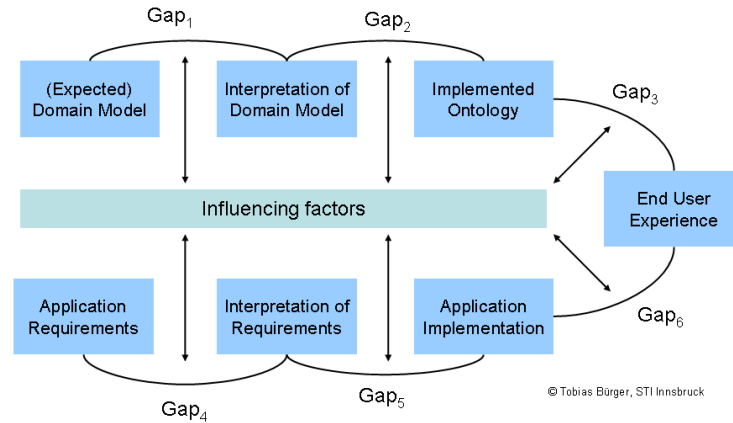 Gap1
Gap2
(Expected)
Domain Model
Interpretation of
Domain Model
Implemented
Ontology
Gap3
Influencing factors
End User
Experience
Application
Requirements
Interpretation of
Requirements
Application
Implementation
Gap6
Gap4
Gap5
© Tobias Bürger, STI Innsbruck